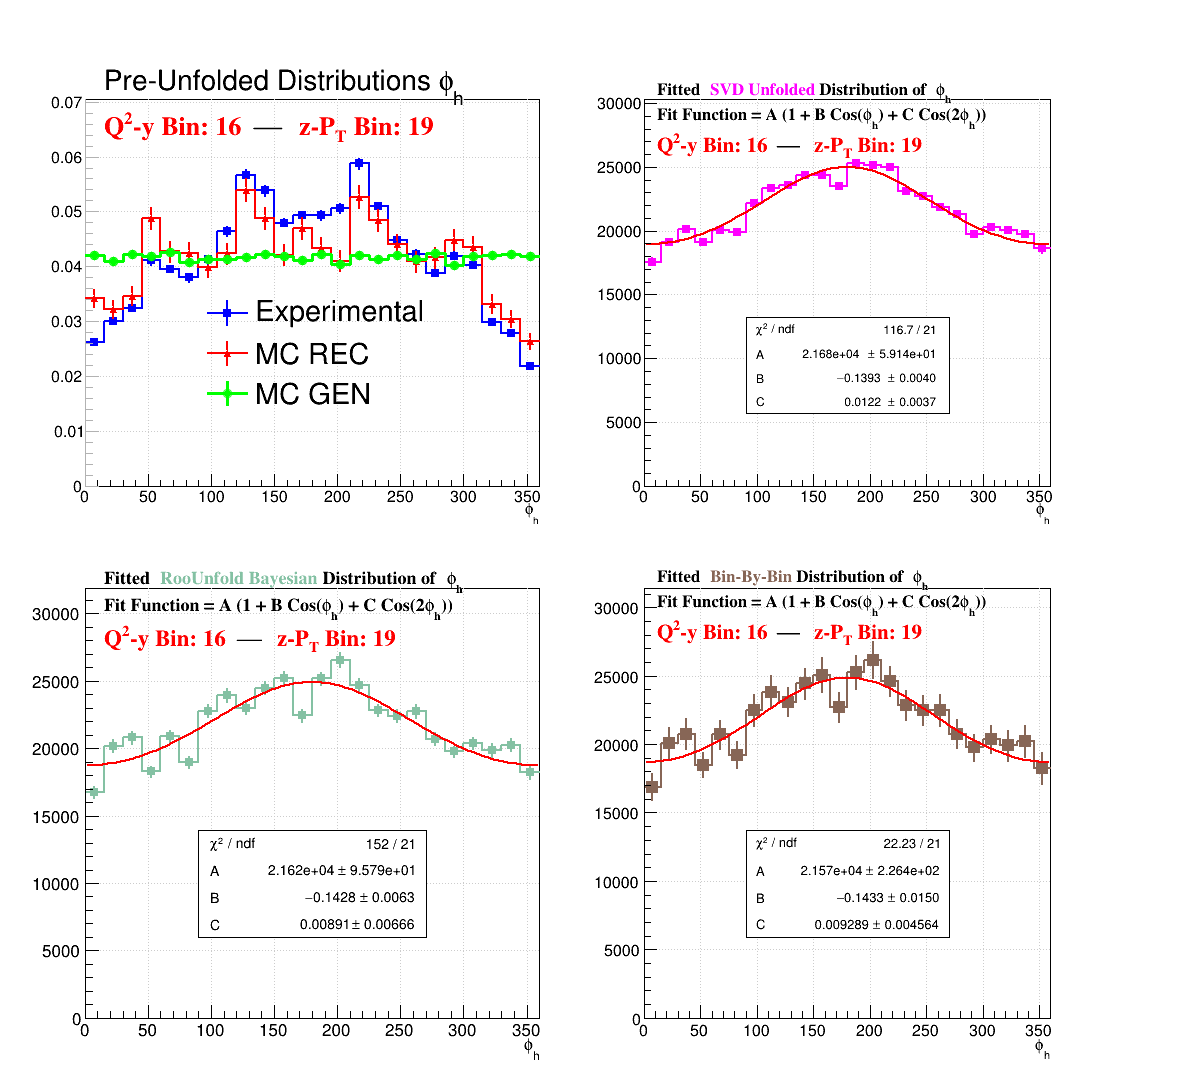 Pre-Unfolded Distributions ϕh
Q²-y Bin: 16 — z-PT Bin: 19
0.07
0.06
0.05
0.04
0.03
0.02
0.01
0
Experimental
MC REC
MC GEN
0 50 100 150 200 250 300 350
ϕh
Fitted SVD Unfolded Distribution of ϕh
Fit Function = A (1 + B Cos(ϕh) + C Cos(2ϕh))
Q²-y Bin: 16 — z-PT Bin: 19
30000
25000
20000
15000
10000
5000
0
χ² / ndf 116.7 / 21
A 2.168e+04 ± 5.914e+01
B −0.1393 ± 0.0040
C 0.0122 ± 0.0037
0 50 100 150 200 250 300 350
ϕh
Fitted RooUnfold Bayesian Distribution of ϕh
Fit Function = A (1 + B Cos(ϕh) + C Cos(2ϕh))
Q²-y Bin: 16 — z-PT Bin: 19
30000
25000
20000
15000
10000
5000
0
χ² / ndf 152 / 21
A 2.162e+04 ± 9.579e+01
B −0.1428 ± 0.0063
C 0.00891 ± 0.00666
0 50 100 150 200 250 300 350
ϕh
Fitted Bin-By-Bin Distribution of ϕh
Fit Function = A (1 + B Cos(ϕh) + C Cos(2ϕh))
Q²-y Bin: 16 — z-PT Bin: 19
30000
25000
20000
15000
10000
5000
0
χ² / ndf 22.23 / 21
A 2.157e+04 ± 2.264e+02
B −0.1433 ± 0.0150
C 0.009289 ± 0.004564
0 50 100 150 200 250 300 350
ϕh